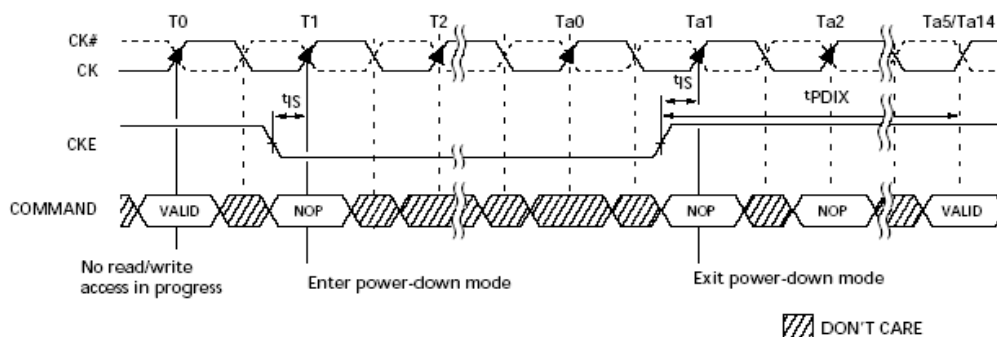 T0 T1 T2 Ta0 Ta1 Ta2 Ta5/Ta14
CK#
CK
tIS tIS tPDIX
CKE
COMMAND VALID NOP NOP NOP VALID
No read/write
access in progress
Enter power-down mode
Exit power-down mode
DON'T CARE